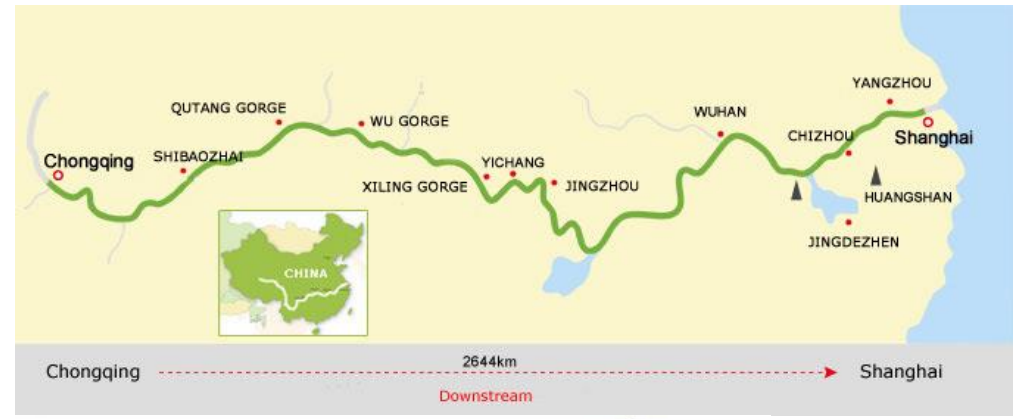 YANGZHOU
QUTANG GORGE
WU GORGE
WUHAN
CHIZHOU
Shanghai
Chongqing
SHIBAOZHAI
YICHANG
XILING GORGE
JINGZHOU
HUANGSHAN
JINGDEZHEN
CHINA
2644km
Chongqing
Shanghai
Downstream